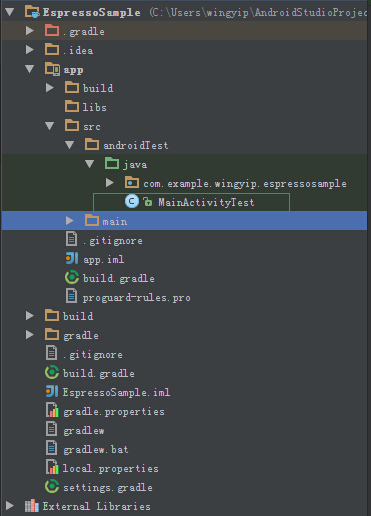 EspressoSample (C:\Users\wingyip\AndroidStudioProjec
.gradle
.idea
app
build
libs
src
androidTest
java
com.example.wingyip.espressosample
MainActivityTest
main
.gitignore
app.iml
build.gradle
proguard-rules.pro
build
gradle
.gitignore
build.gradle
EspressoSample.iml
gradle.properties
gradlew
gradlew.bat
local.properties
settings.gradle
External Libraries